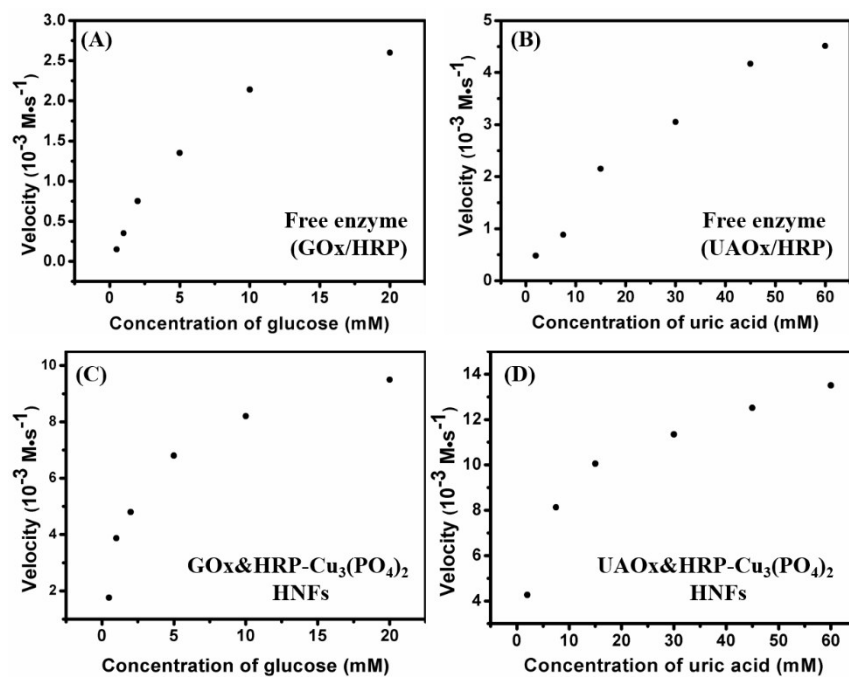 (A)
3.0
2.5
2.0
1.5
1.0
0.5
0.0
Velocity (10⁻³ M•s⁻¹)
Free enzyme
(GOx/HRP)
0 5 10 15 20
Concentration of glucose (mM)
(B)
5
4
3
2
1
0
Velocity (10⁻³ M•s⁻¹)
Free enzyme
(UAOx/HRP)
0 10 20 30 40 50 60
Concentration of uric acid (mM)
(C)
10
8
6
4
2
Velocity (10⁻³ M•s⁻¹)
GOx&HRP-Cu₃(PO₄)₂
HNFs
0 5 10 15 20
Concentration of glucose (mM)
(D)
14
12
10
8
6
4
Velocity (10⁻³ M•s⁻¹)
UAOx&HRP-Cu₃(PO₄)₂
HNFs
0 10 20 30 40 50 60
Concentration of uric acid (mM)